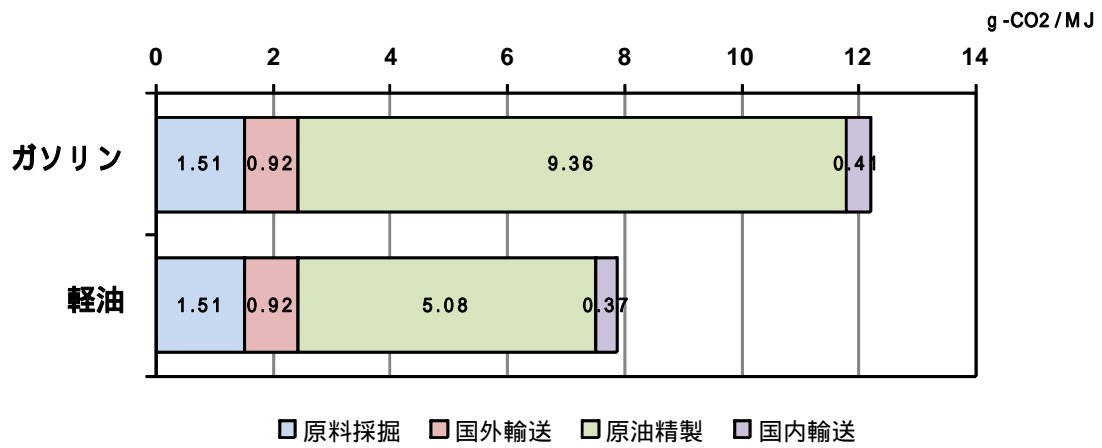 g-CO2/MJ
0 2 4 6 8 10 12 14
ガソリン 1.51 0.92 9.36 0.41
軽油 1.51 0.92 5.08 0.37
原料採掘 国外輸送 原油精製 国内輸送